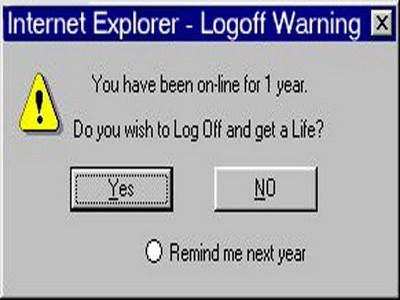 Internet Explorer - Logoff Warning
You have been on-line for 1 year.
Do you wish to Log Off and get a Life?
Yes
NO
Remind me next year